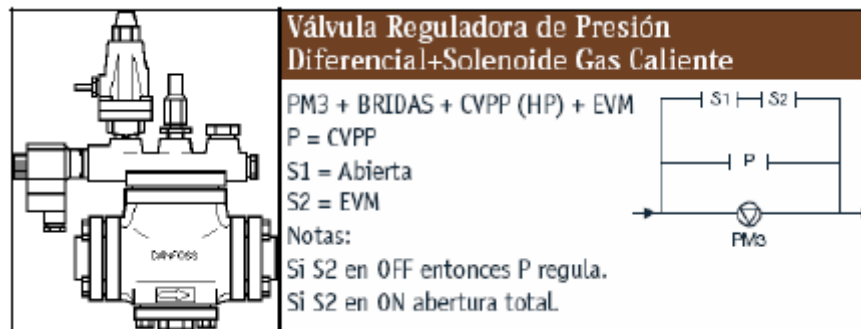 Válvula Reguladora de Presión
Diferencial+Solenoide Gas Caliente
PM3 + BRIDAS + CVPP (HP) + EVM
P = CVPP
S1 = Abierta
S2 = EVM
Notas:
Si S2 en OFF entonces P regula.
Si S2 en ON abertura total.
S1 S2
P
PM3
DANFOSS